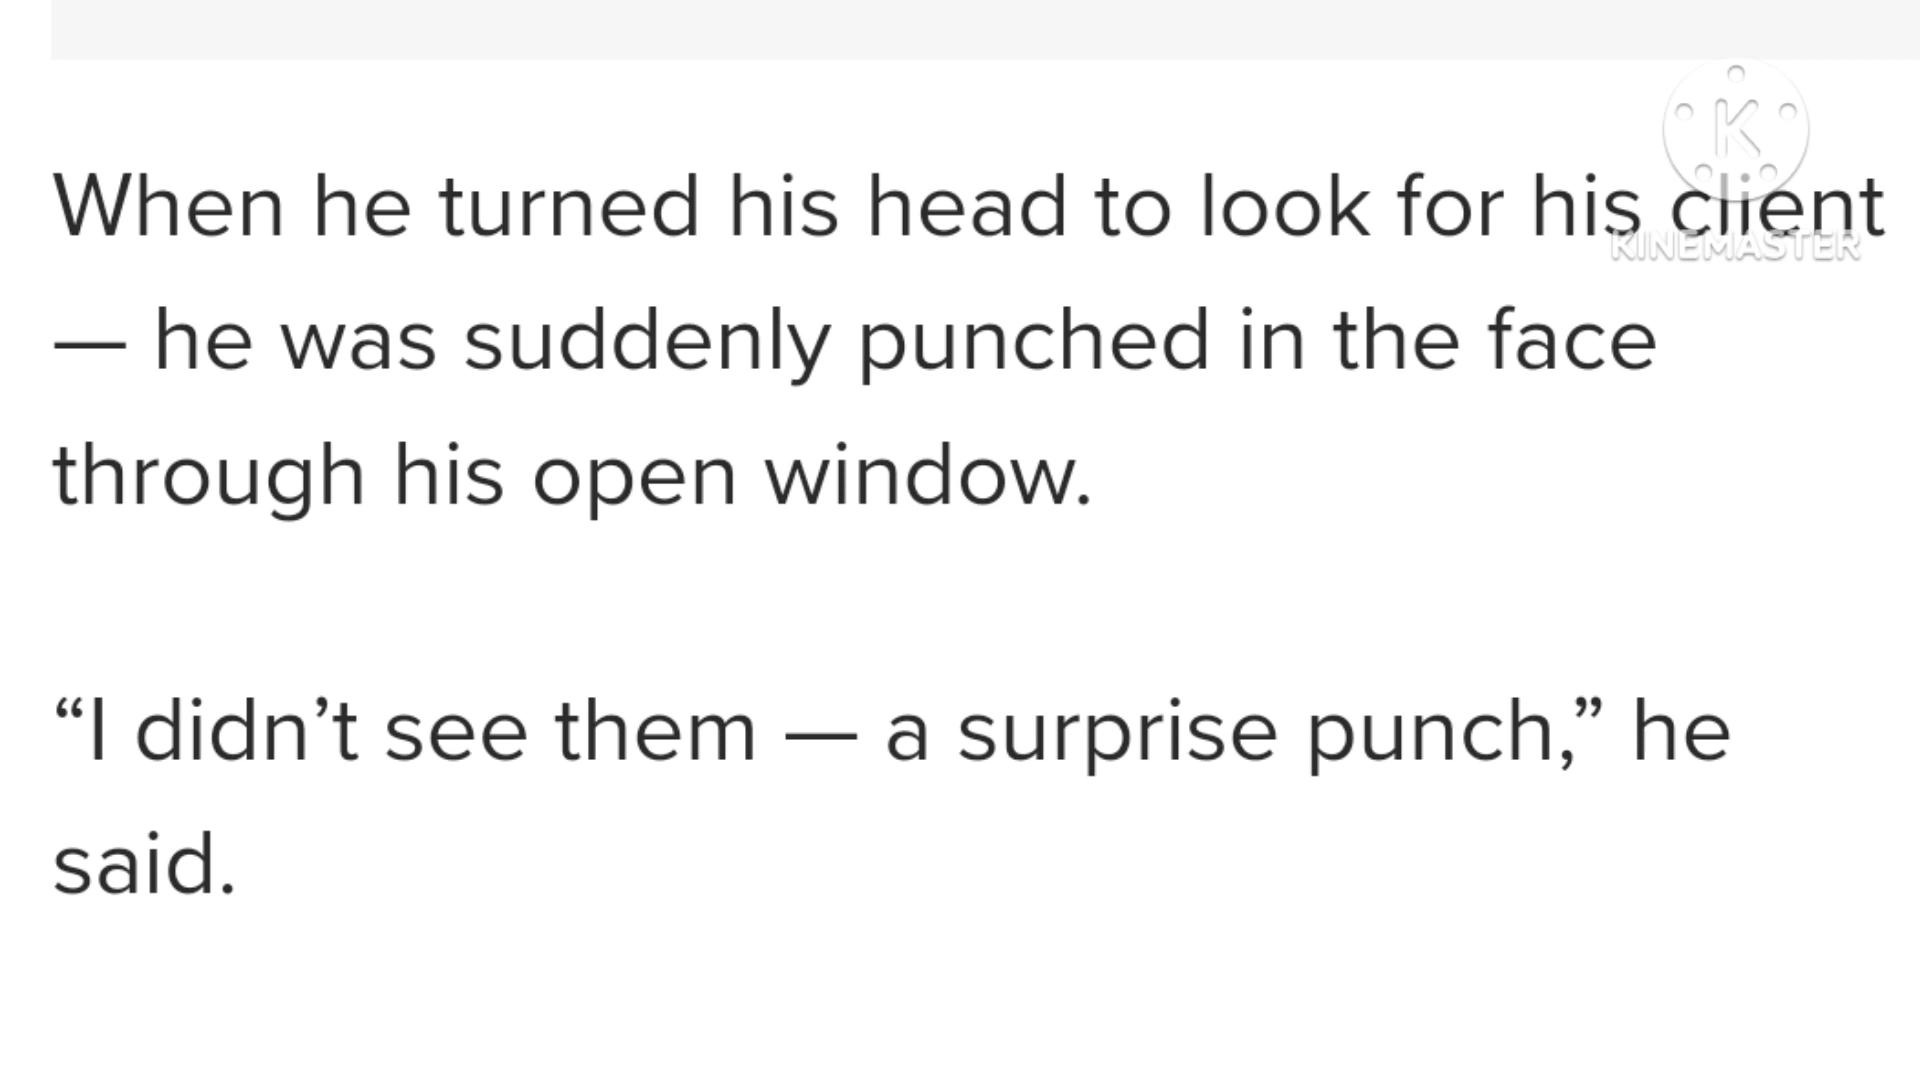 When he turned his head to look for his client
— he was suddenly punched in the face
through his open window.
“I didn’t see them — a surprise punch,” he
said.
K
KINEMASTER